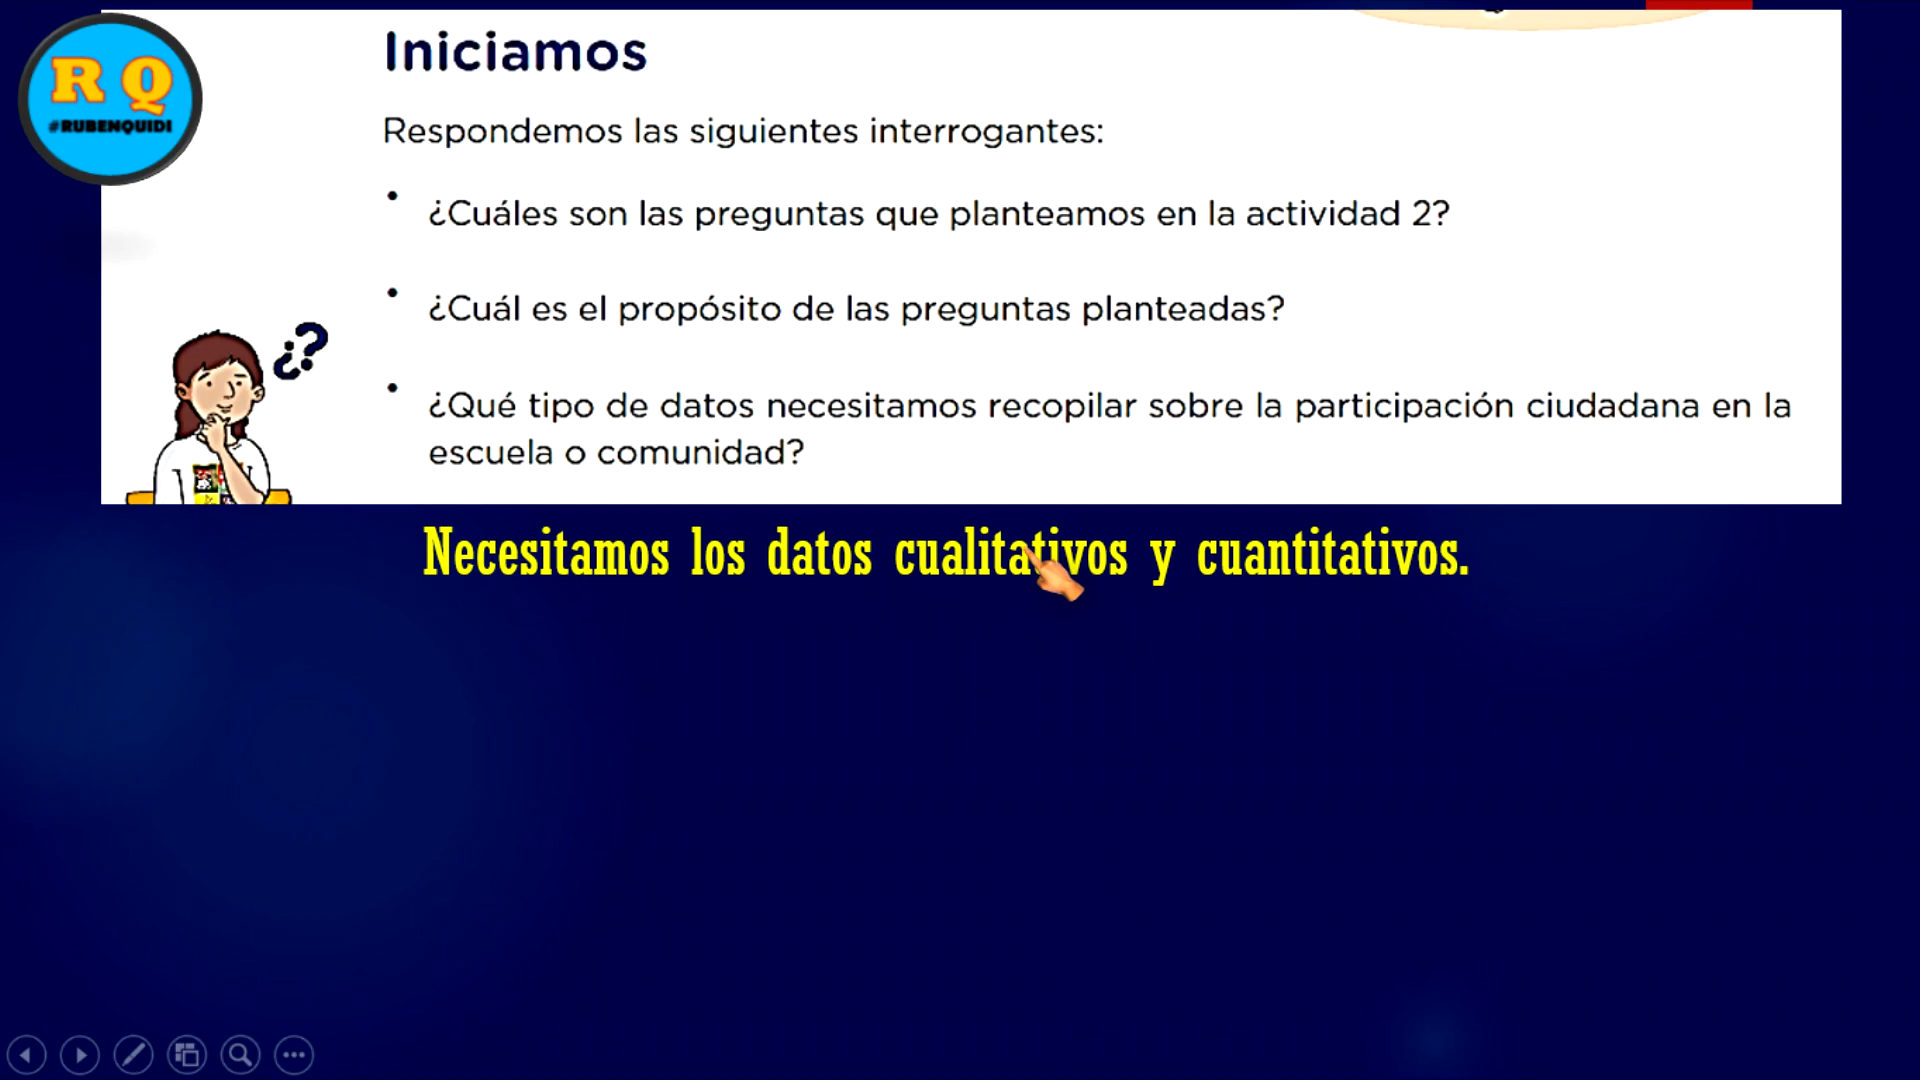 R Q
#RUBENQUIDI
Iniciamos
Respondemos las siguientes interrogantes:
• ¿Cuáles son las preguntas que planteamos en la actividad 2?
• ¿Cuál es el propósito de las preguntas planteadas?
• ¿Qué tipo de datos necesitamos recopilar sobre la participación ciudadana en la
escuela o comunidad?
¿?
Necesitamos los datos cualitativos y cuantitativos.